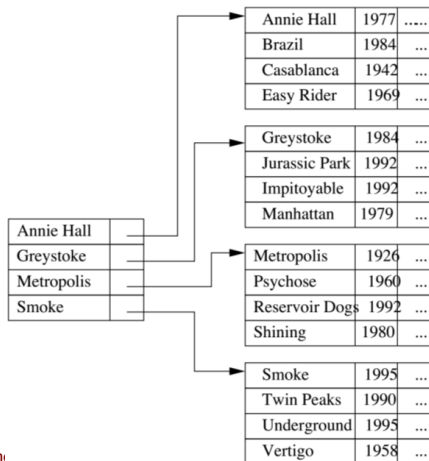 Annie Hall 1977 ......
Brazil 1984 ...
Casablanca 1942 ...
Easy Rider 1969 ...
Greystoke 1984 ...
Jurassic Park 1992 ...
Impitoyable 1992 ...
Manhattan 1979 ...
Annie Hall
Greystoke
Metropolis
Smoke
Metropolis 1926 ...
Psychose 1960 ...
Reservoir Dogs 1992 ...
Shining 1980 ...
Smoke 1995 ...
Twin Peaks 1990 ...
Underground 1995 ...
Vertigo 1958 ...